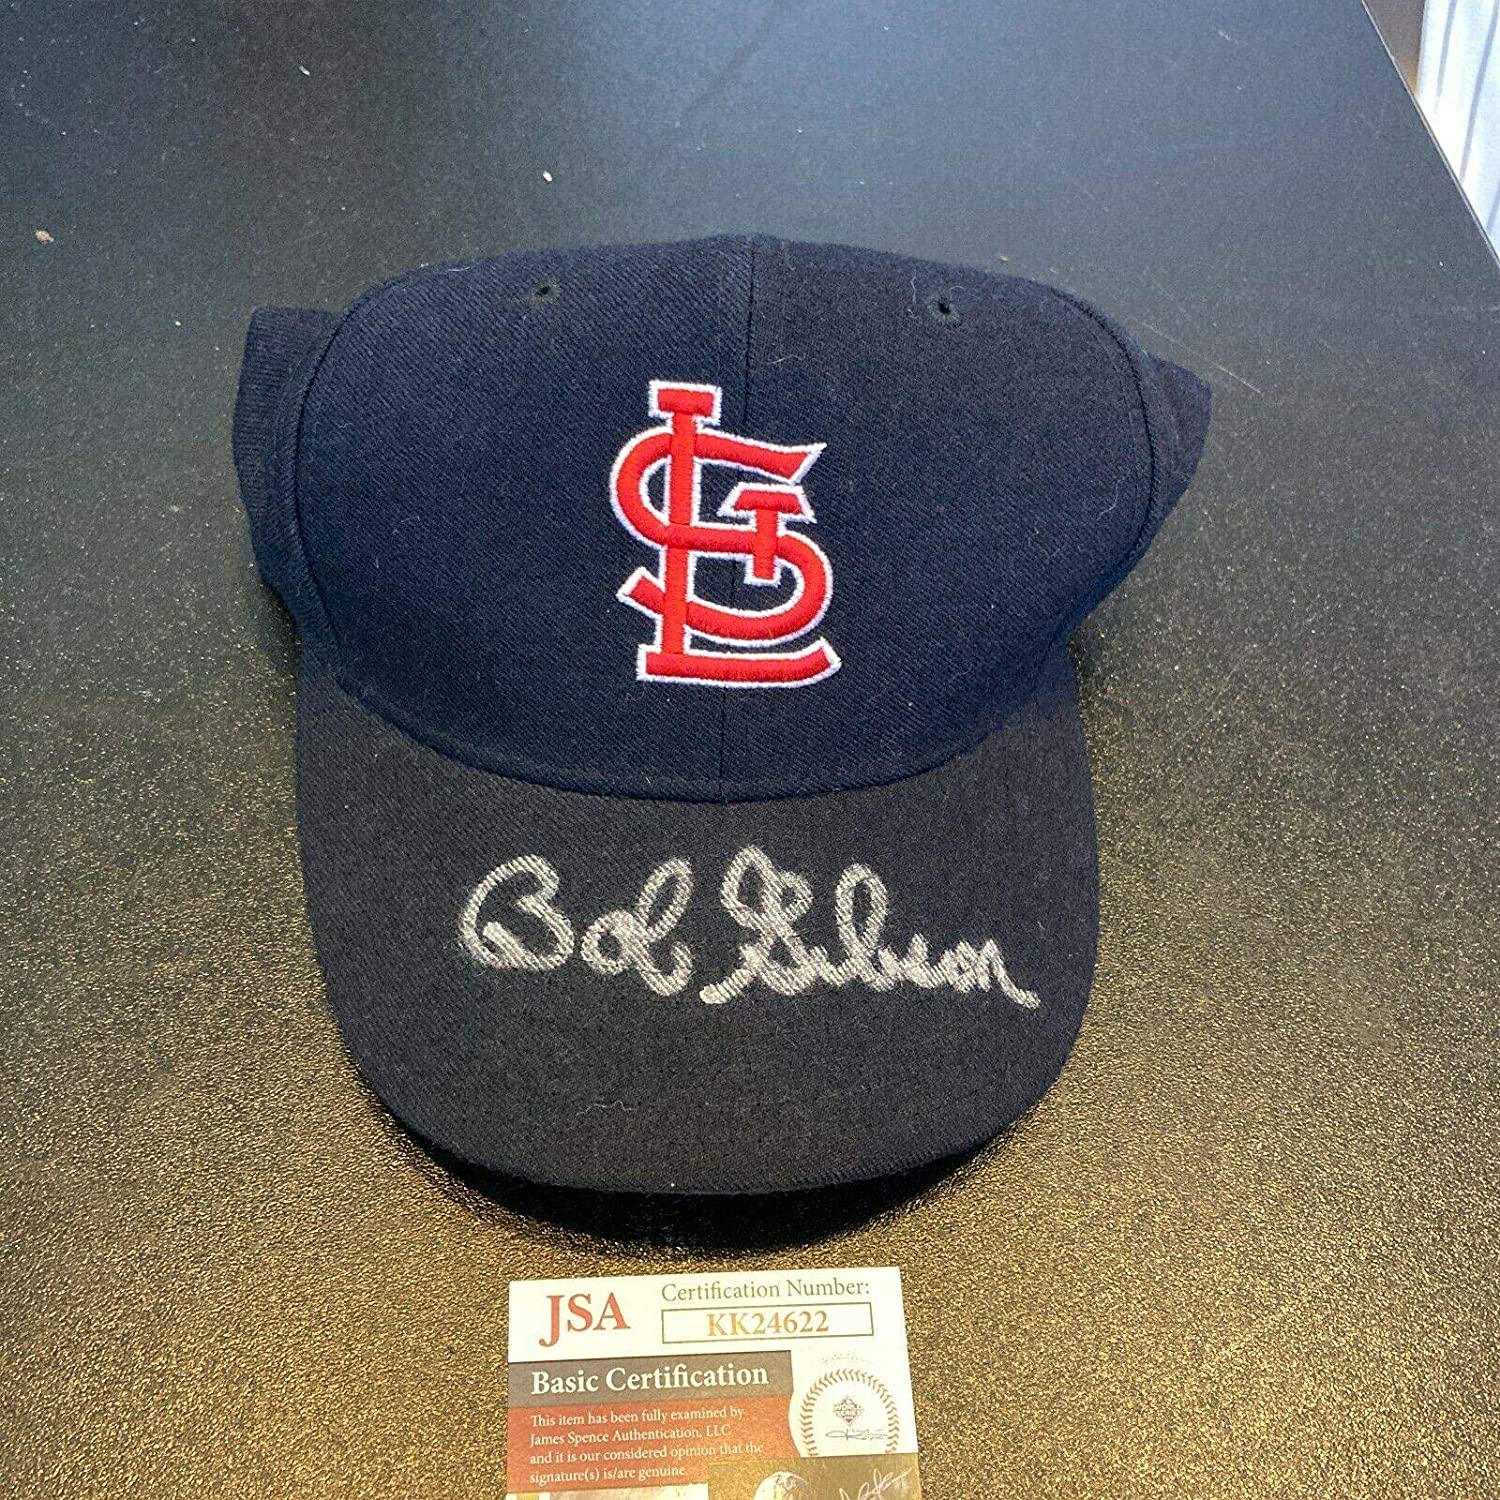 STL
Bob Gibson
JSA
Certification Number:
KK24622
Basic Certification
This item has been fully examined by
James Spence Authentication, LLC
and it is our considered opinion that the
signature(s) is/are genuine.